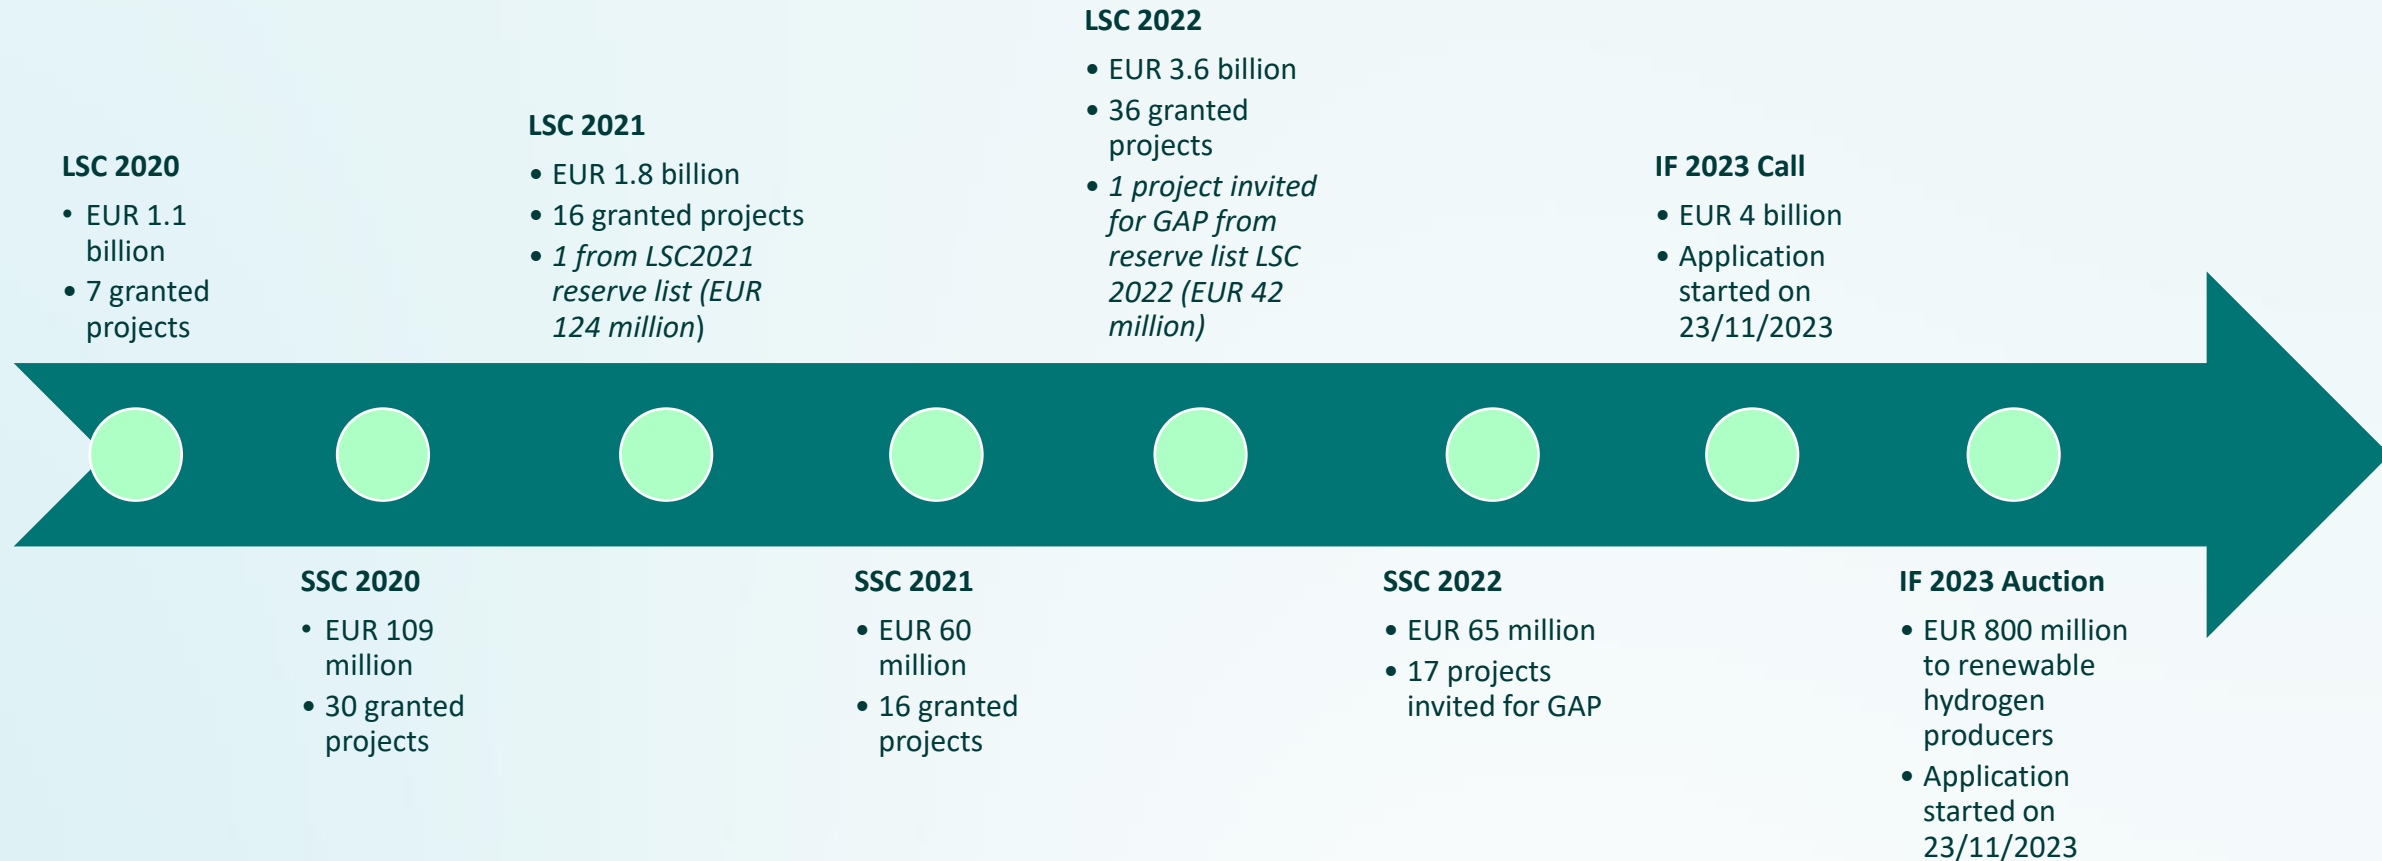 LSC 2020
• EUR 1.1
billion
• 7 granted
projects
SSC 2020
• EUR 109
million
• 30 granted
projects
LSC 2021
• EUR 1.8 billion
• 16 granted projects
• 1 from LSC2021
reserve list (EUR
124 million)
SSC 2021
• EUR 60
million
• 16 granted
projects
LSC 2022
• EUR 3.6 billion
• 36 granted
projects
• 1 project invited
for GAP from
reserve list LSC
2022 (EUR 42
million)
SSC 2022
• EUR 65 million
• 17 projects
invited for GAP
IF 2023 Call
• EUR 4 billion
• Application
started on
23/11/2023
IF 2023 Auction
• EUR 800 million
to renewable
hydrogen
producers
• Application
started on
23/11/2023